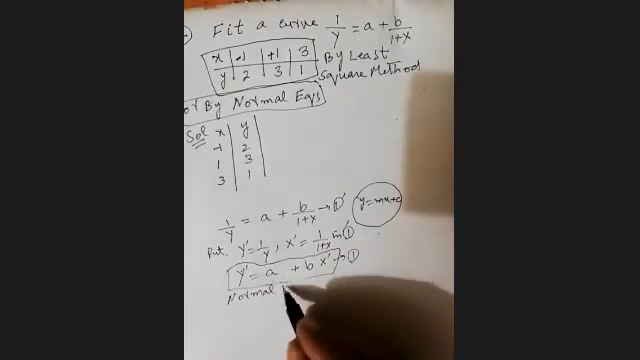 Fit a curve 1/Y = a + b/1+X
x | -1 | +1 | 3
y | 2 | 3 | 1
By Least
Square Method
or By Normal Eqs
Sol x y
-1 2
1 3
3 1
1/Y = a + b/1+X → ①'
y = mx+c
Put Y' = 1/Y, X' = 1/1+X in ①'
Y' = a + b X' → ①
Normal